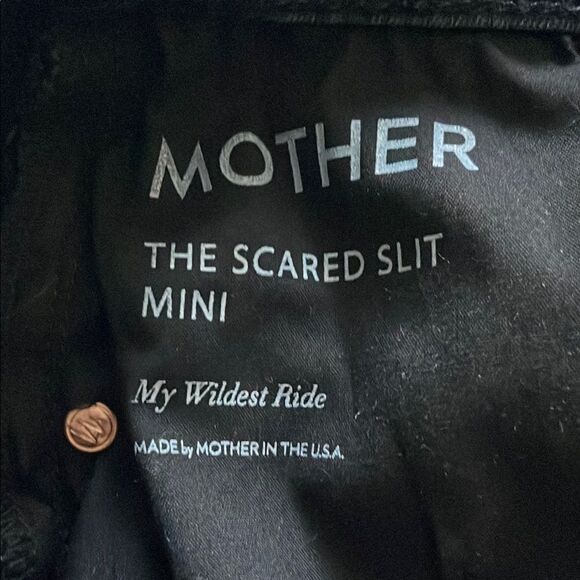 MOTHER
THE SCARED SLIT
MINI
My Wildest Ride
MADE by MOTHER IN THE U.S.A.
M